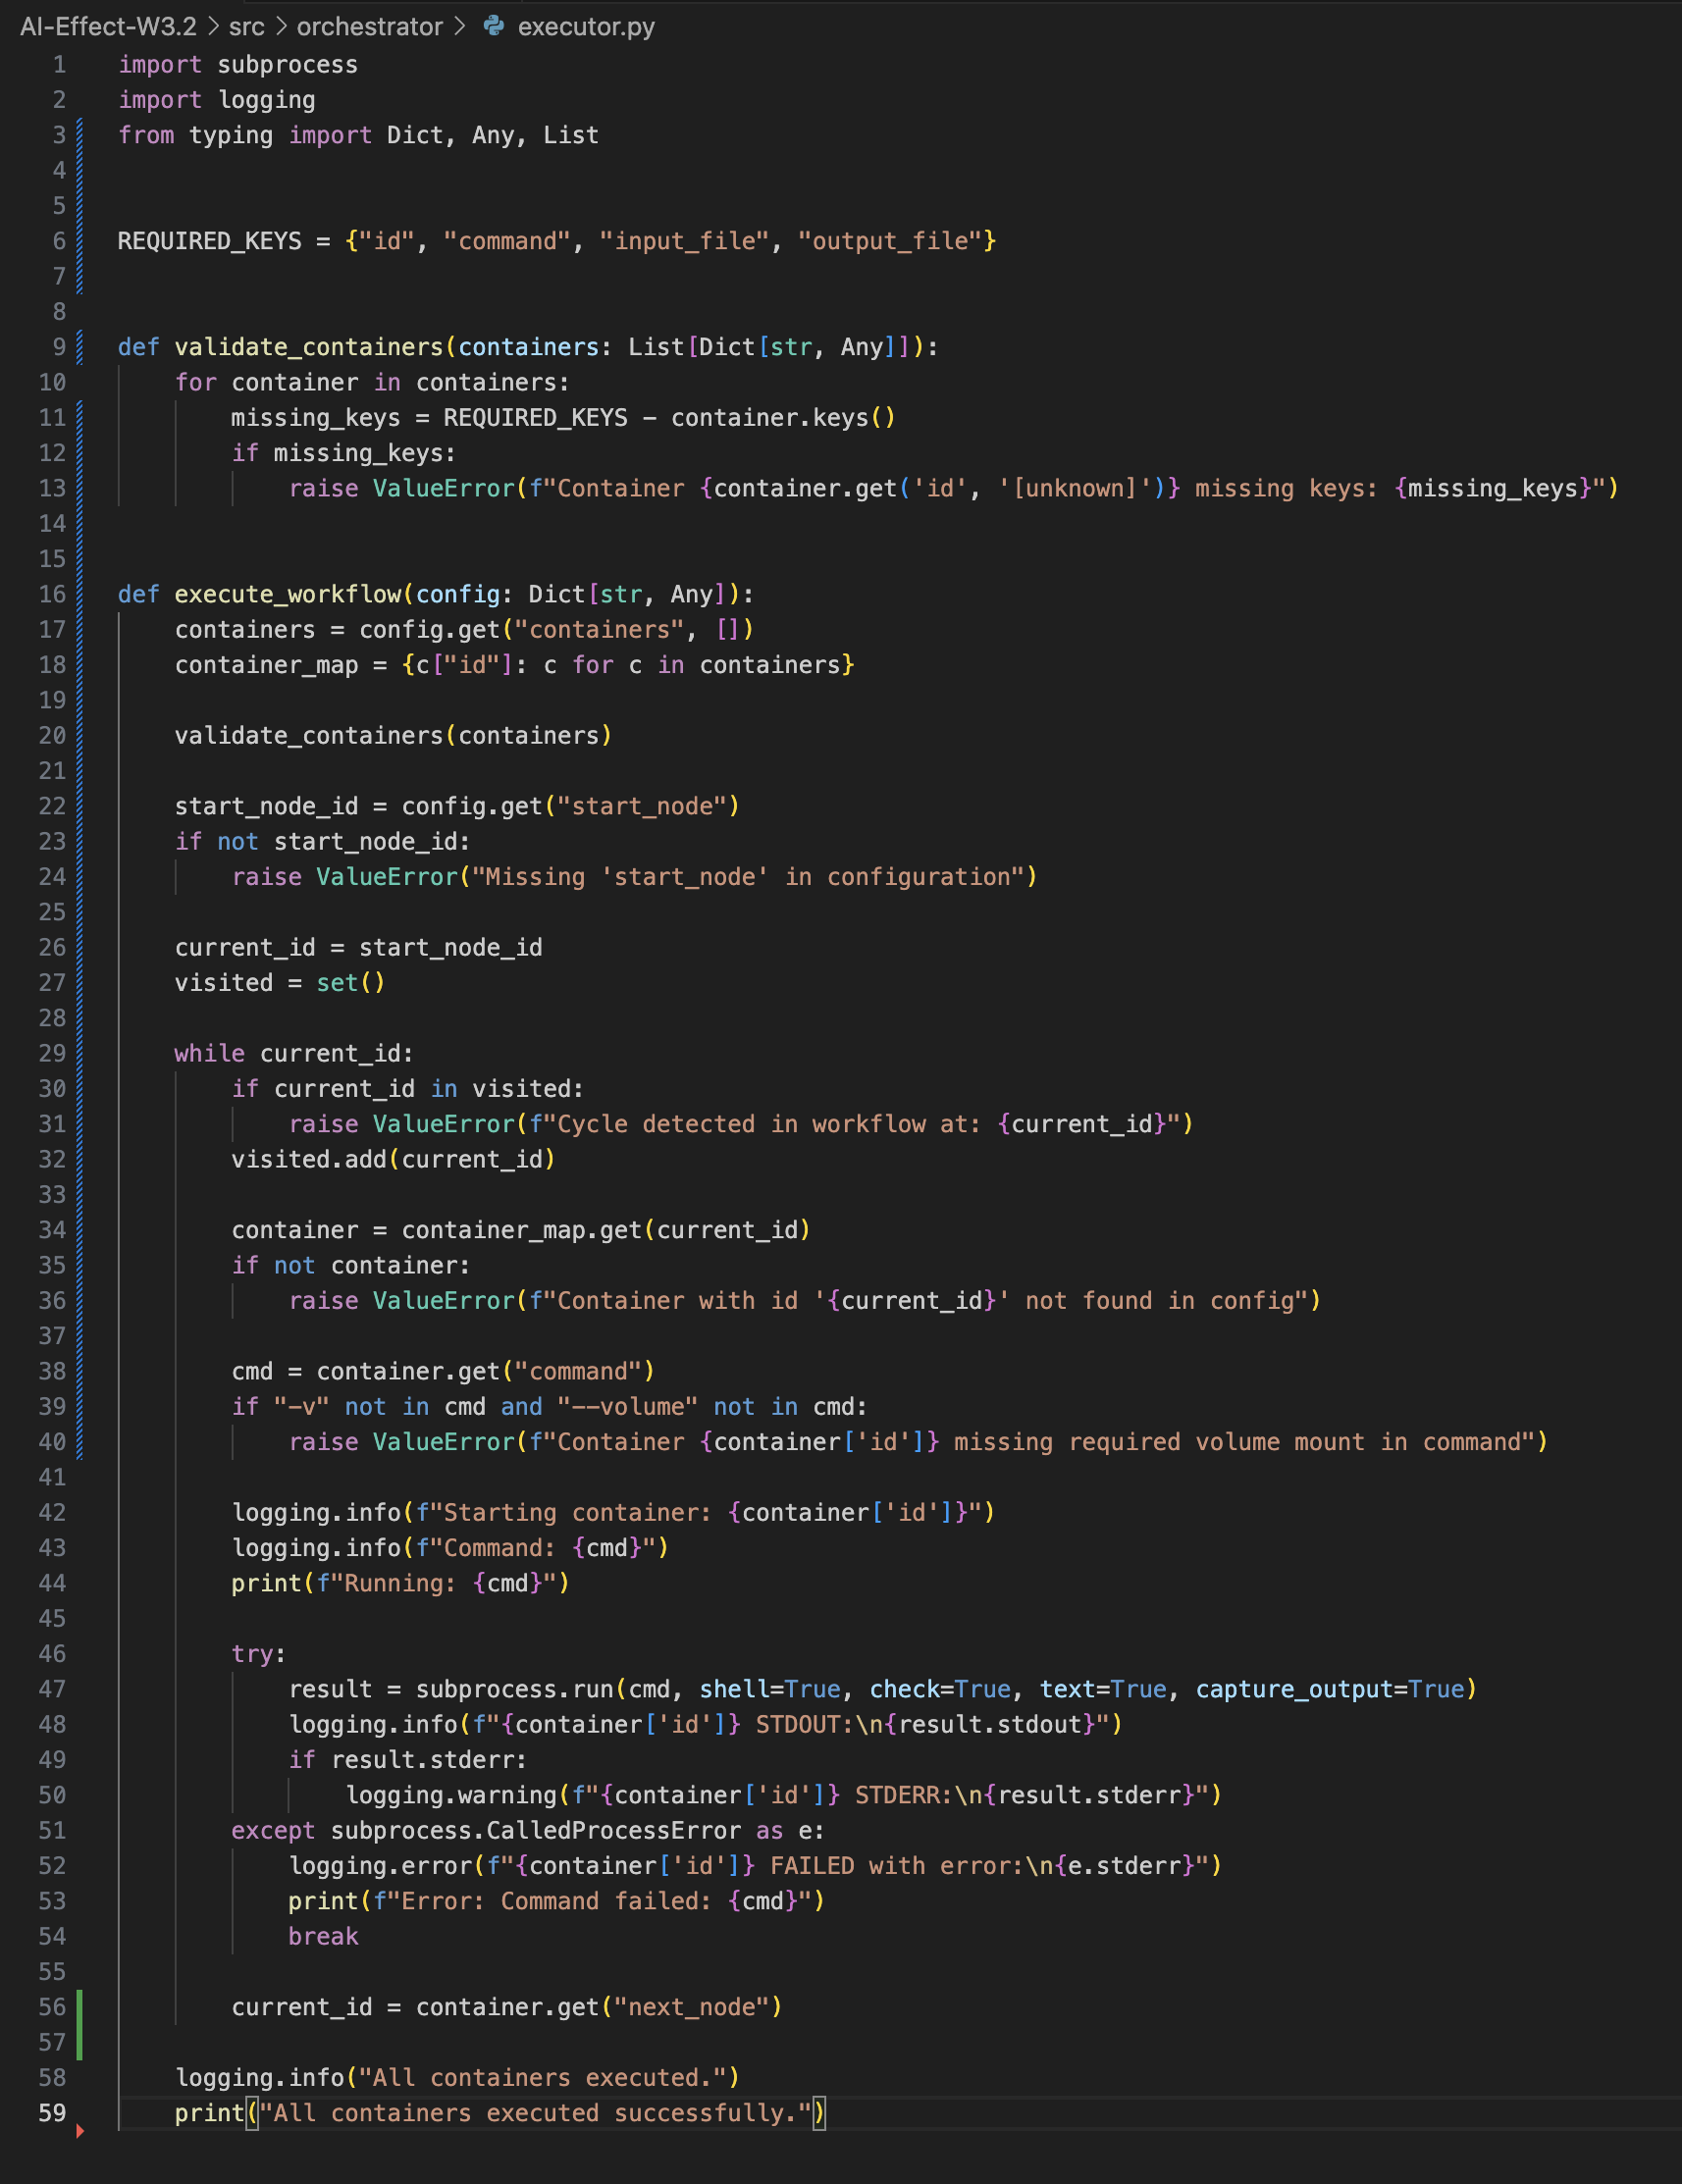 AI-Effect-W3.2 > src > orchestrator > executor.py
1 import subprocess
2 import logging
3 from typing import Dict, Any, List
4
5
6 REQUIRED_KEYS = {"id", "command", "input_file", "output_file"}
7
8
9 def validate_containers(containers: List[Dict[str, Any]]):
10     for container in containers:
11         missing_keys = REQUIRED_KEYS - container.keys()
12         if missing_keys:
13             raise ValueError(f"Container {container.get('id', '[unknown]')} missing keys: {missing_keys}")
14
15
16 def execute_workflow(config: Dict[str, Any]):
17     containers = config.get("containers", [])
18     container_map = {c["id"]: c for c in containers}
19
20     validate_containers(containers)
21
22     start_node_id = config.get("start_node")
23     if not start_node_id:
24         raise ValueError("Missing 'start_node' in configuration")
25
26     current_id = start_node_id
27     visited = set()
28
29     while current_id:
30         if current_id in visited:
31             raise ValueError(f"Cycle detected in workflow at: {current_id}")
32         visited.add(current_id)
33
34         container = container_map.get(current_id)
35         if not container:
36             raise ValueError(f"Container with id '{current_id}' not found in config")
37
38         cmd = container.get("command")
39         if "-v" not in cmd and "--volume" not in cmd:
40             raise ValueError(f"Container {container['id']} missing required volume mount in command")
41
42         logging.info(f"Starting container: {container['id']}")
43         logging.info(f"Command: {cmd}")
44         print(f"Running: {cmd}")
45
46         try:
47             result = subprocess.run(cmd, shell=True, check=True, text=True, capture_output=True)
48             logging.info(f"{container['id']} STDOUT:\n{result.stdout}")
49             if result.stderr:
50                 logging.warning(f"{container['id']} STDERR:\n{result.stderr}")
51         except subprocess.CalledProcessError as e:
52             logging.error(f"{container['id']} FAILED with error:\n{e.stderr}")
53             print(f"Error: Command failed: {cmd}")
54             break
55
56         current_id = container.get("next_node")
57
58     logging.info("All containers executed.")
59     print("All containers executed successfully.")